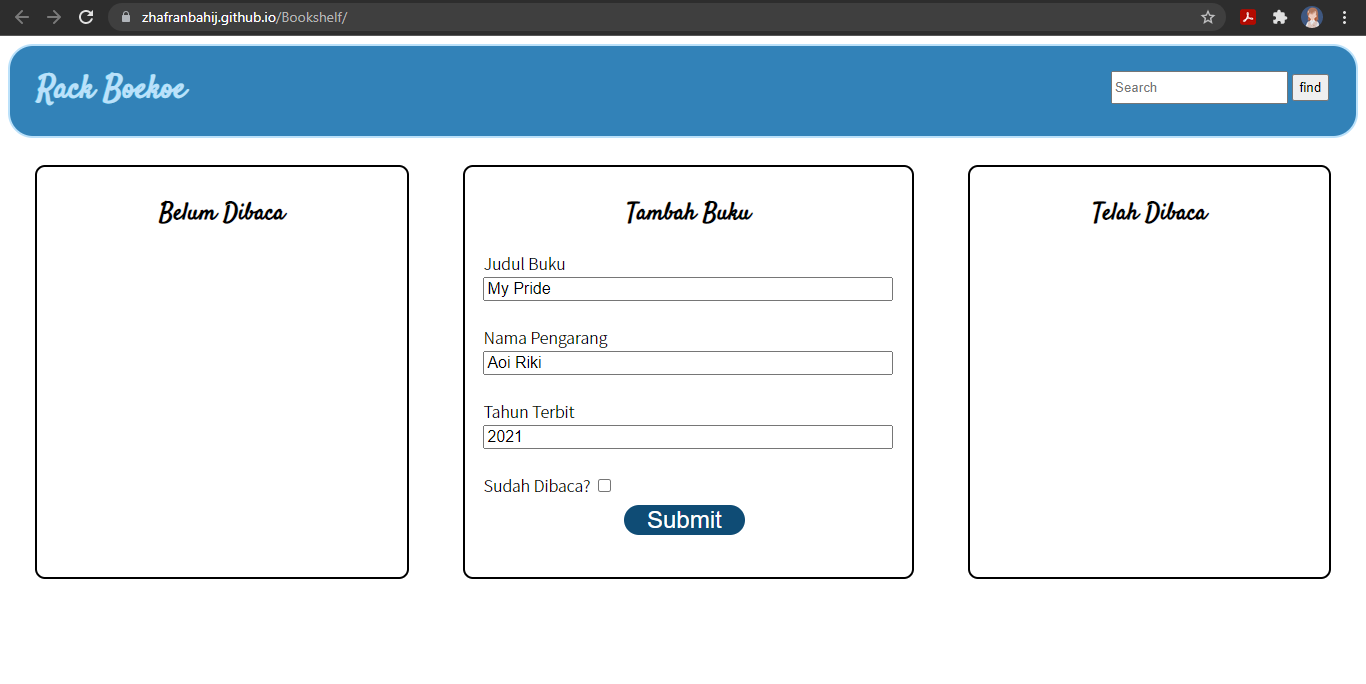 zhafranbahij.github.io/Bookshelf/
Rack Boekoe
Search
find
Belum Dibaca
Tambah Buku
Judul Buku
My Pride
Nama Pengarang
Aoi Riki
Tahun Terbit
2021
Sudah Dibaca?
Submit
Telah Dibaca